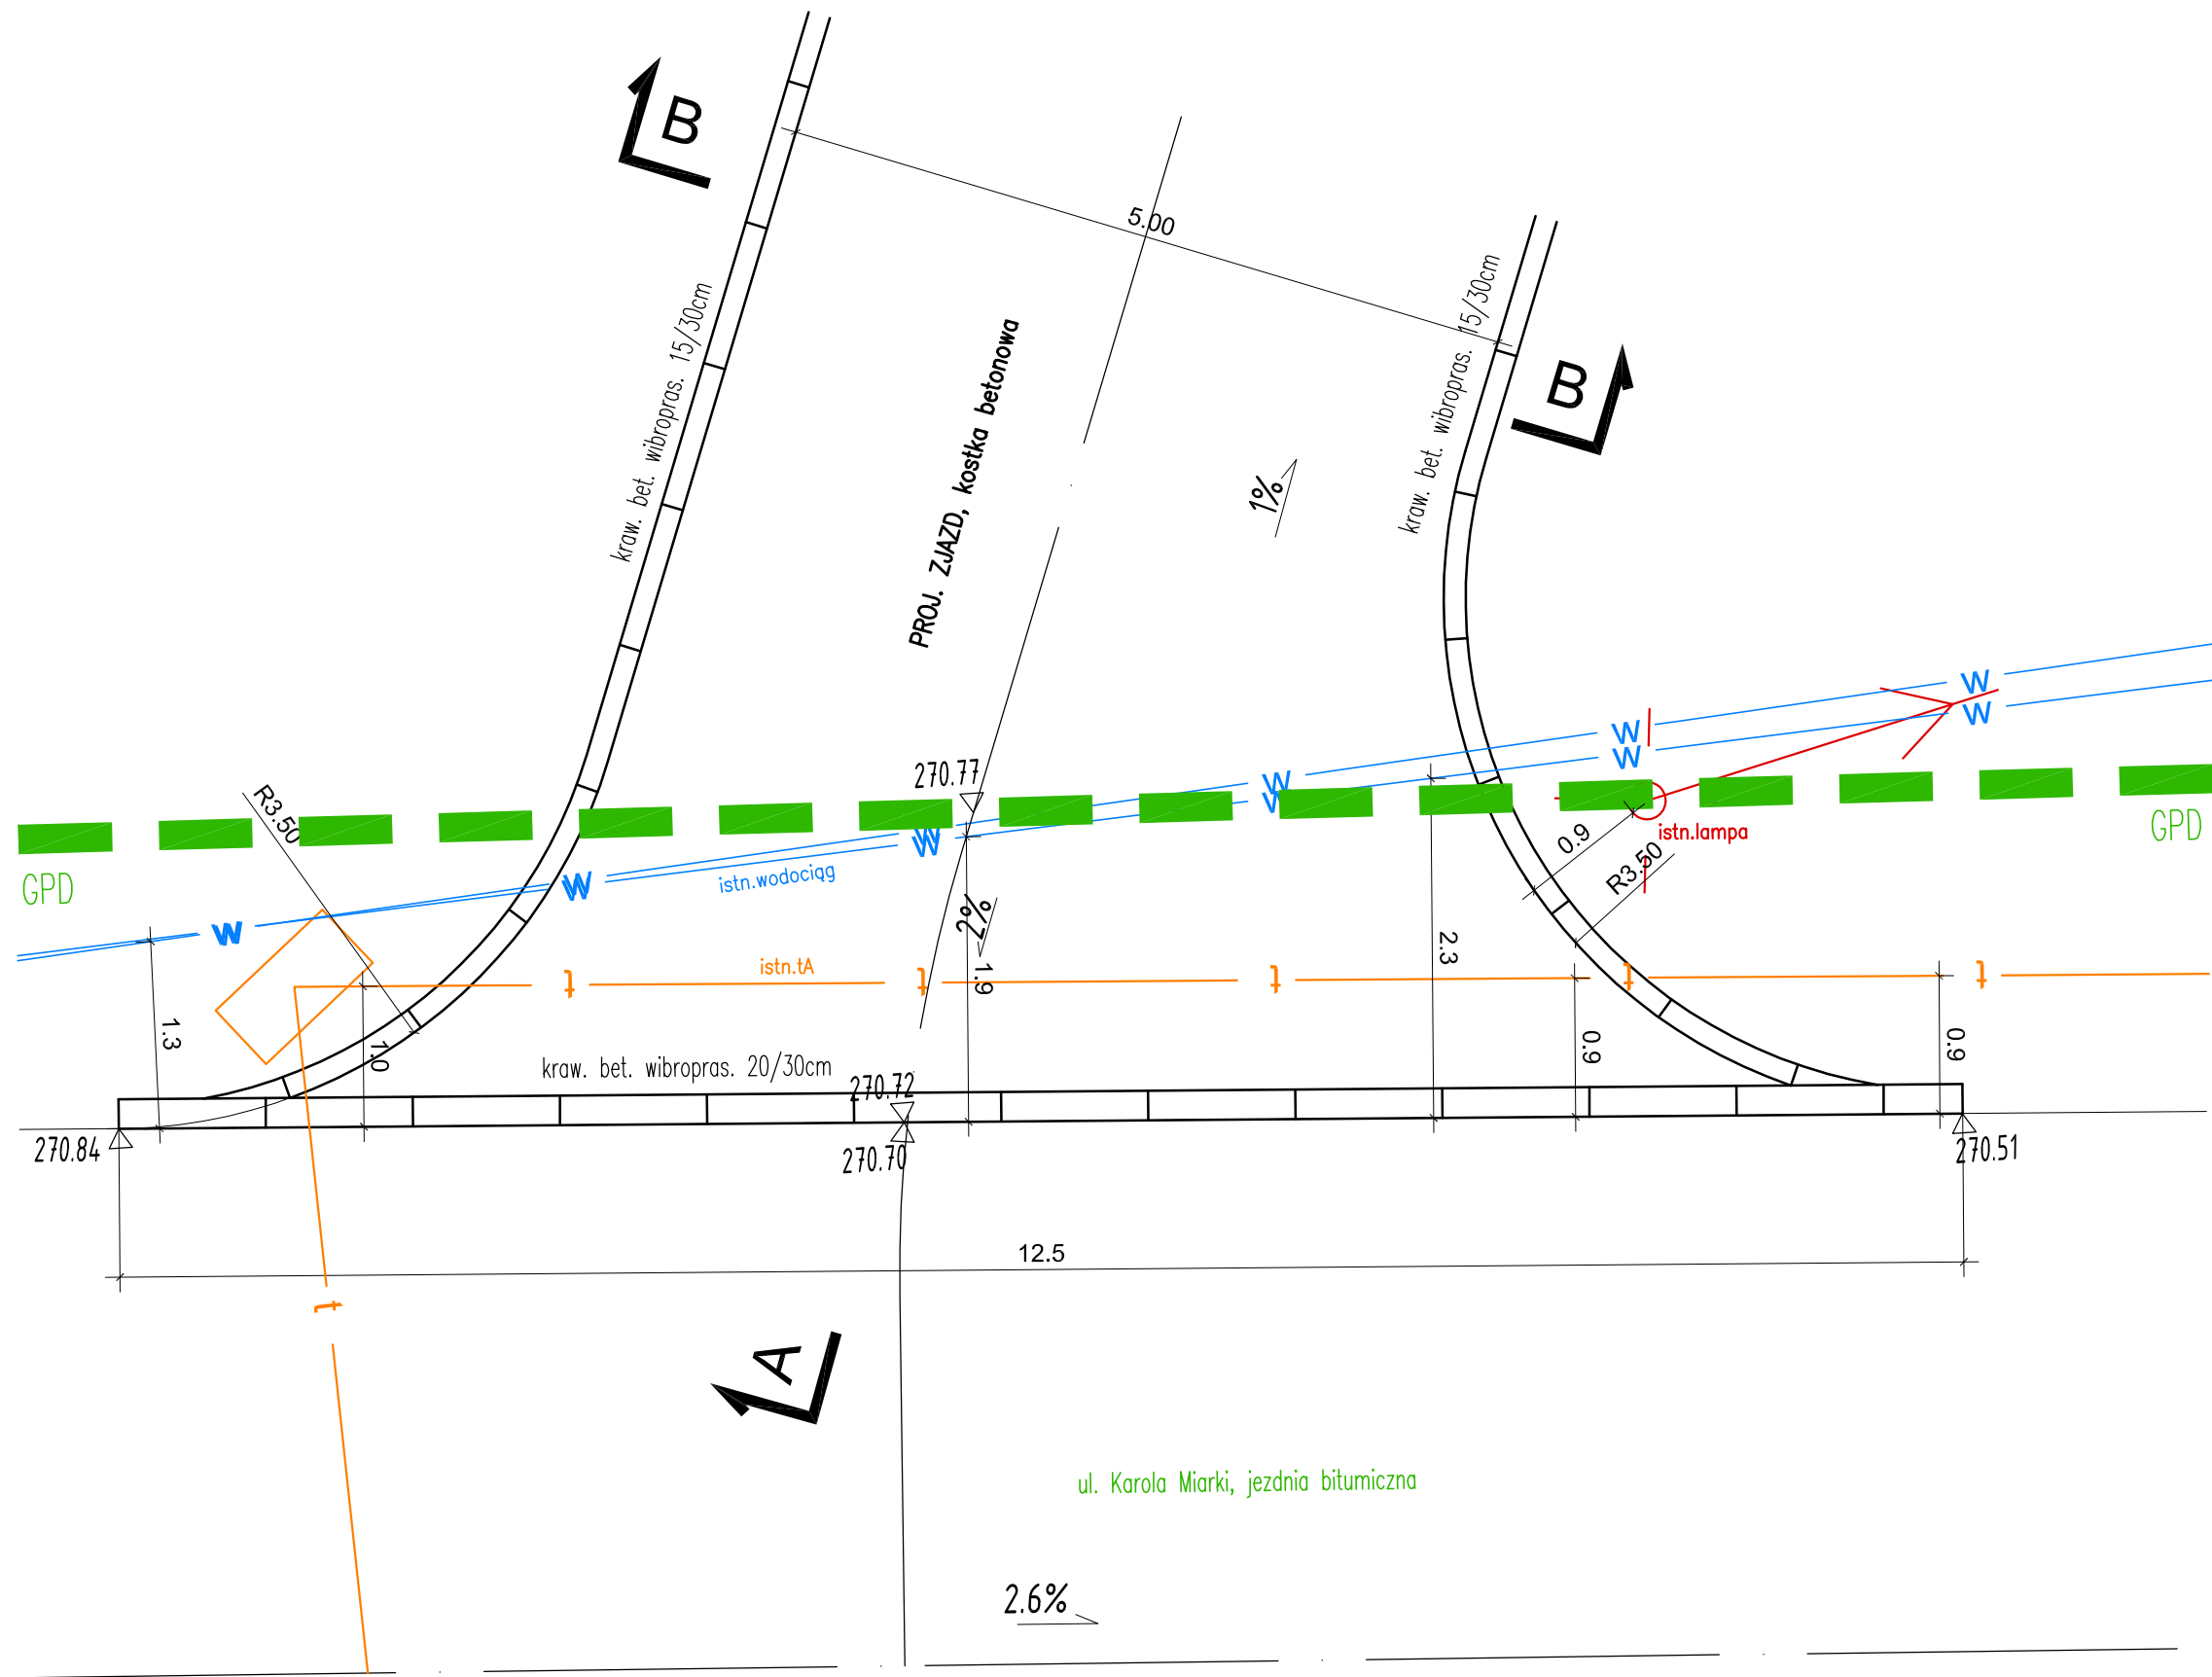 B
5.00
kraw. bet. wibropras. 15/30cm
kraw. bet. wibropras. 15/30cm
B
PROJ. ZJAZD, kostka betonowa
1%
W
W
W
W
270.77
R3.50
W
W
GPD
istn.lampa
0.9
R3.50
GPD
W
W
istn.wodociąg
W
W
2%
2.3
istn.tA
t
t
t
t
t
1.9
1.3
1.0
0.9
0.9
kraw. bet. wibropras. 20/30cm
270.72
270.84
270.70
270.51
12.5
t
A
ul. Karola Miarki, jezdnia bitumiczna
2.6%